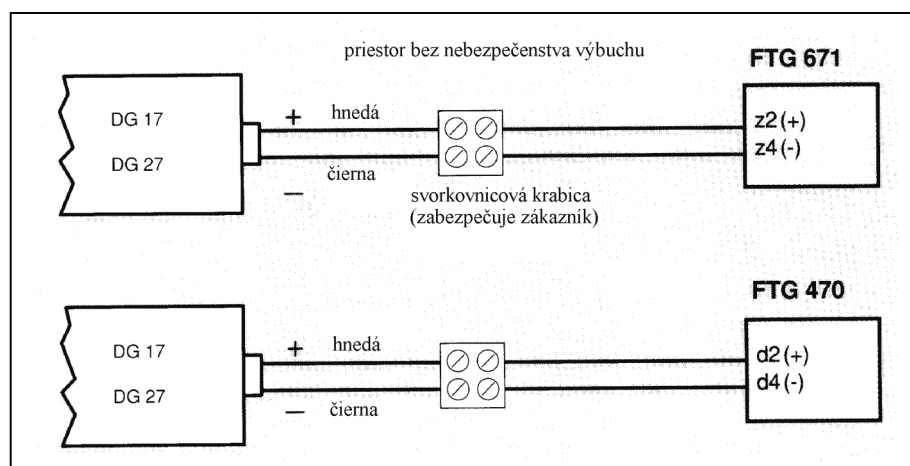 priestor bez nebezpečenstva výbuchu
FTG 671
DG 17
DG 27
+
hnedá
–
čierna
z2 (+)
z4 (-)
svorkovnicová krabica
(zabezpečuje zákazník)
FTG 470
DG 17
DG 27
+
hnedá
–
čierna
d2 (+)
d4 (-)